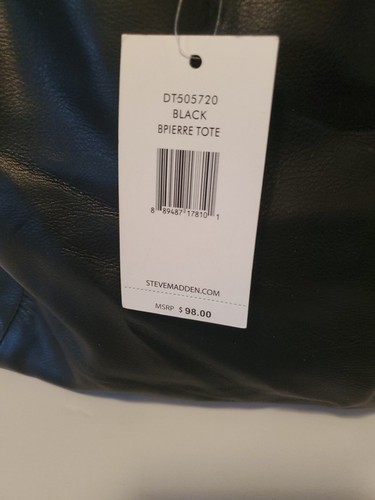 DT505720
BLACK
BPIERRE TOTE
8 89487 17810 1
STEVEMADDEN.COM
MSRP $ 98.00